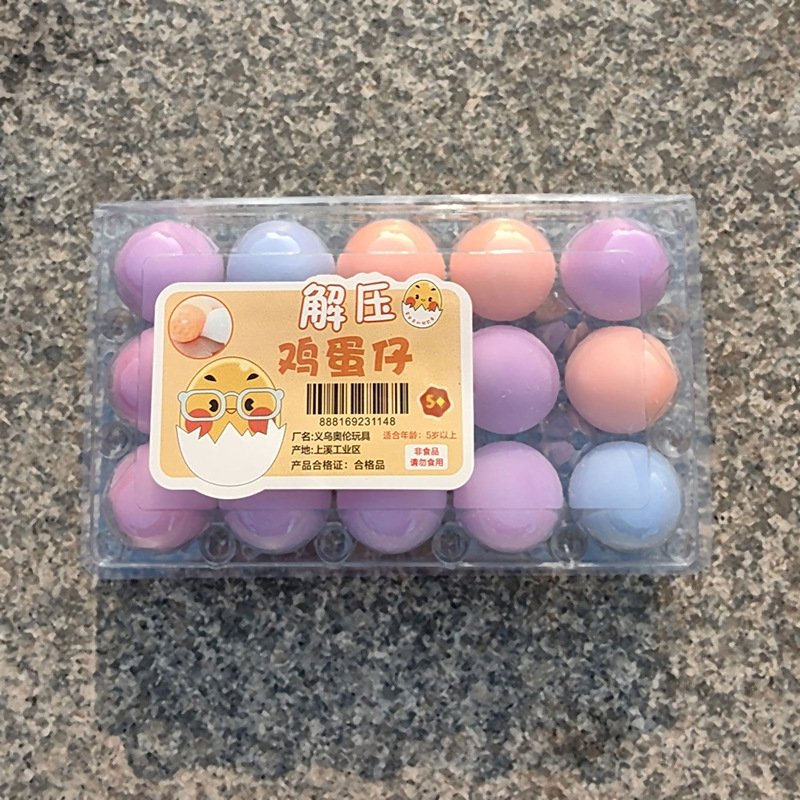 解压
鸡蛋仔
5+
888169231148
厂名:义乌奥伦玩具
适合年龄：5岁以上
产地:上溪工业区
产品合格证：合格品
非食品
请勿食用